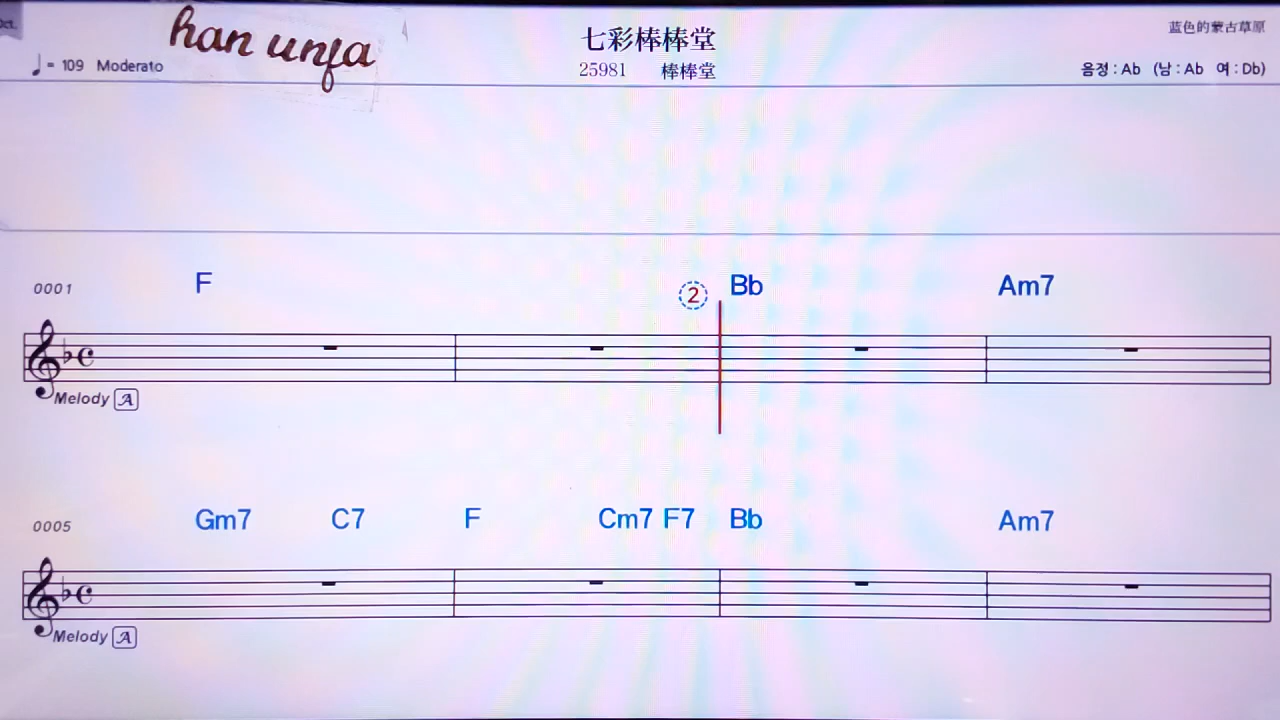 han unfa
七彩棒棒堂
蓝色的蒙古草原
25981 棒棒堂
= 109 Moderato
음정 : Ab (남 : Ab 여 : Db)
0001 F ② Bb Am7
Melody A
0005 Gm7 C7 F Cm7 F7 Bb Am7
Melody A